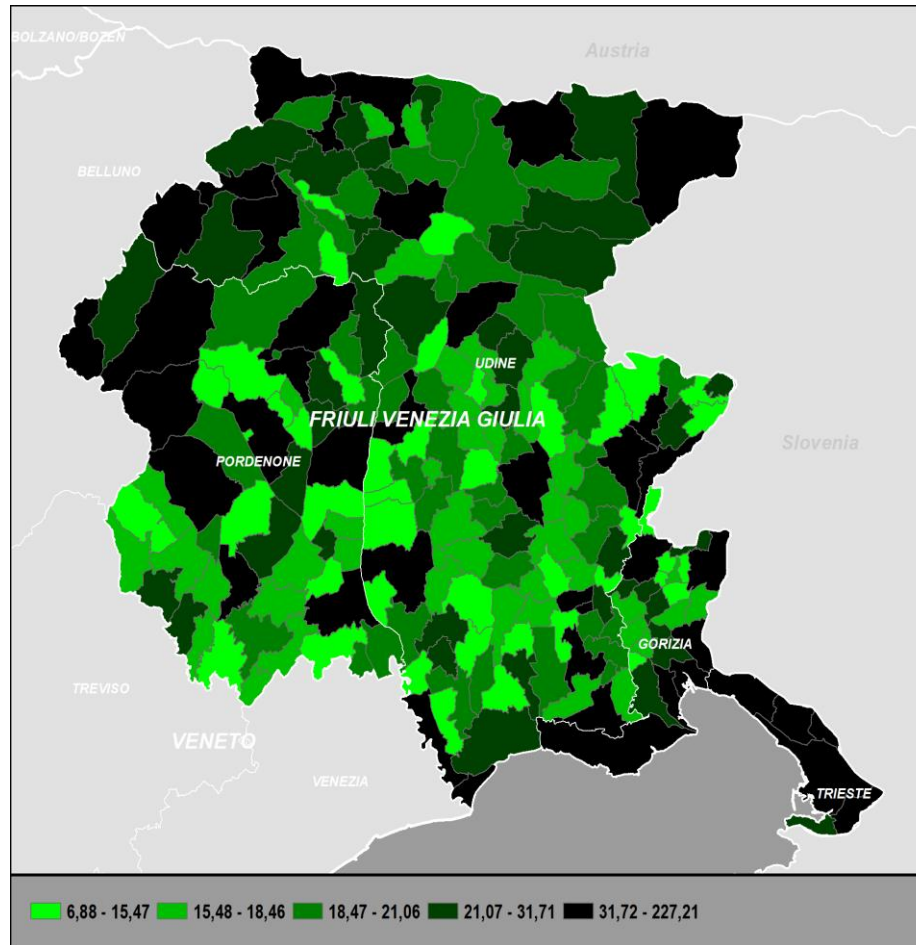 BOLZANO/BOZEN
Austria
BELLUNO
UDINE
FRIULI VENEZIA GIULIA
Slovenia
PORDENONE
GORIZIA
TREVISO
VENETO
VENEZIA
TRIESTE
6,88 - 15,47 15,48 - 18,46 18,47 - 21,06 21,07 - 31,71 31,72 - 227,21